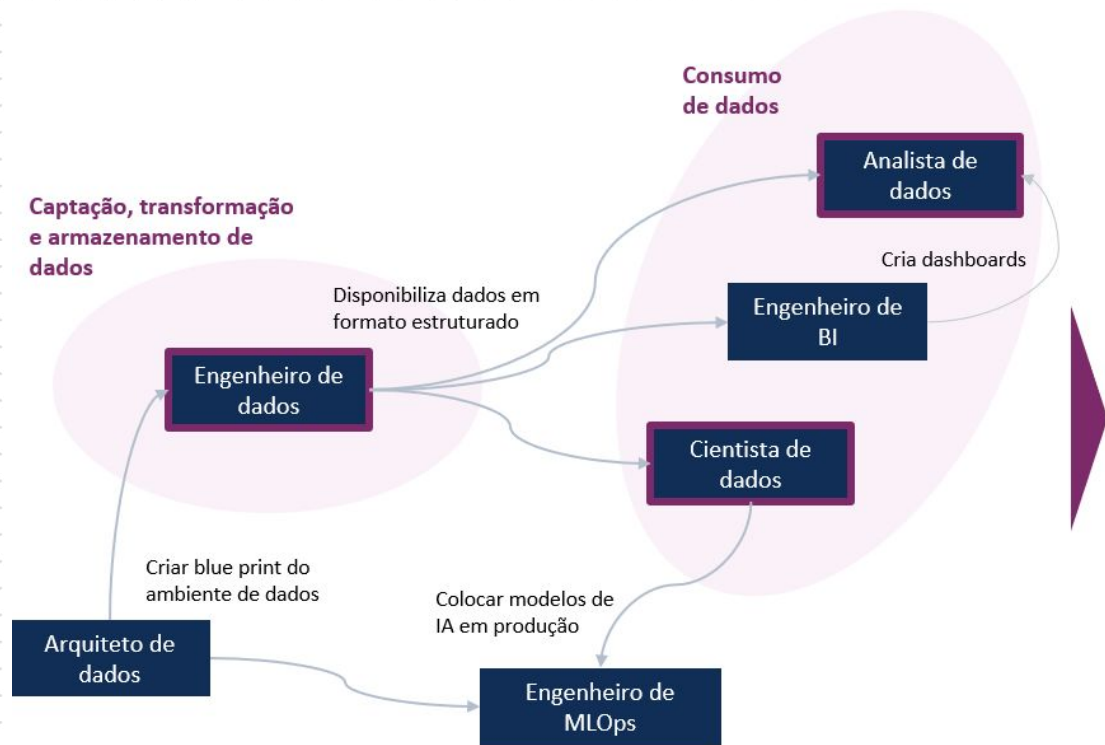 Consumo
de dados
Analista de
dados
Captação, transformação
e armazenamento de
dados
Cria dashboards
Disponibiliza dados em
formato estruturado
Engenheiro de
BI
Engenheiro de
dados
Cientista de
dados
Criar blue print do
ambiente de dados
Colocar modelos de
IA em produção
Arquiteto de
dados
Engenheiro de
MLOps